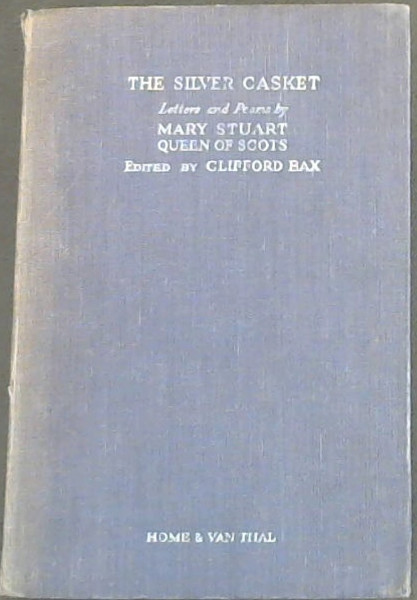 THE SILVER CASKET
Letters and Poems by
MARY STUART
QUEEN OF SCOTS
EDITED BY CLIFFORD BAX
HOME & VAN THAL